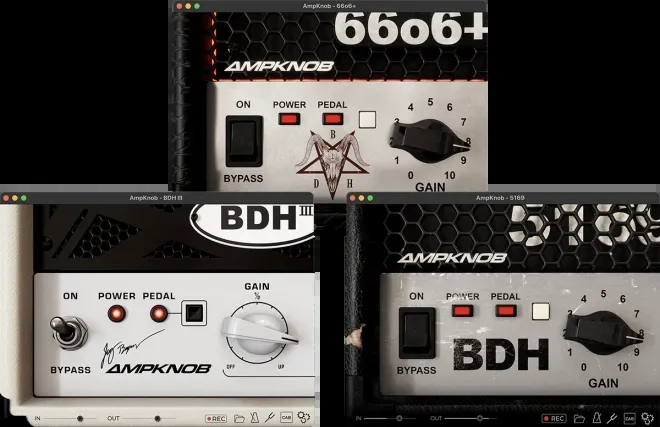 AmpKnob - 66o6+
66o6+
AMPKNOB
ON POWER PEDAL
BYPASS
B
D H
0 1 3 4 5 6 7 8 9 10
GAIN
AmpKnob - BDH III
BDH III
ON POWER PEDAL
GAIN
½
OFF UP
BYPASS
AMPKNOB
IN OUT
REC
CAB
AmpKnob - 5169
5169
AMPKNOB
ON POWER PEDAL
BYPASS
BDH
0 1 3 4 5 6 7 8 9 10
GAIN
IN OUT
REC
CAB